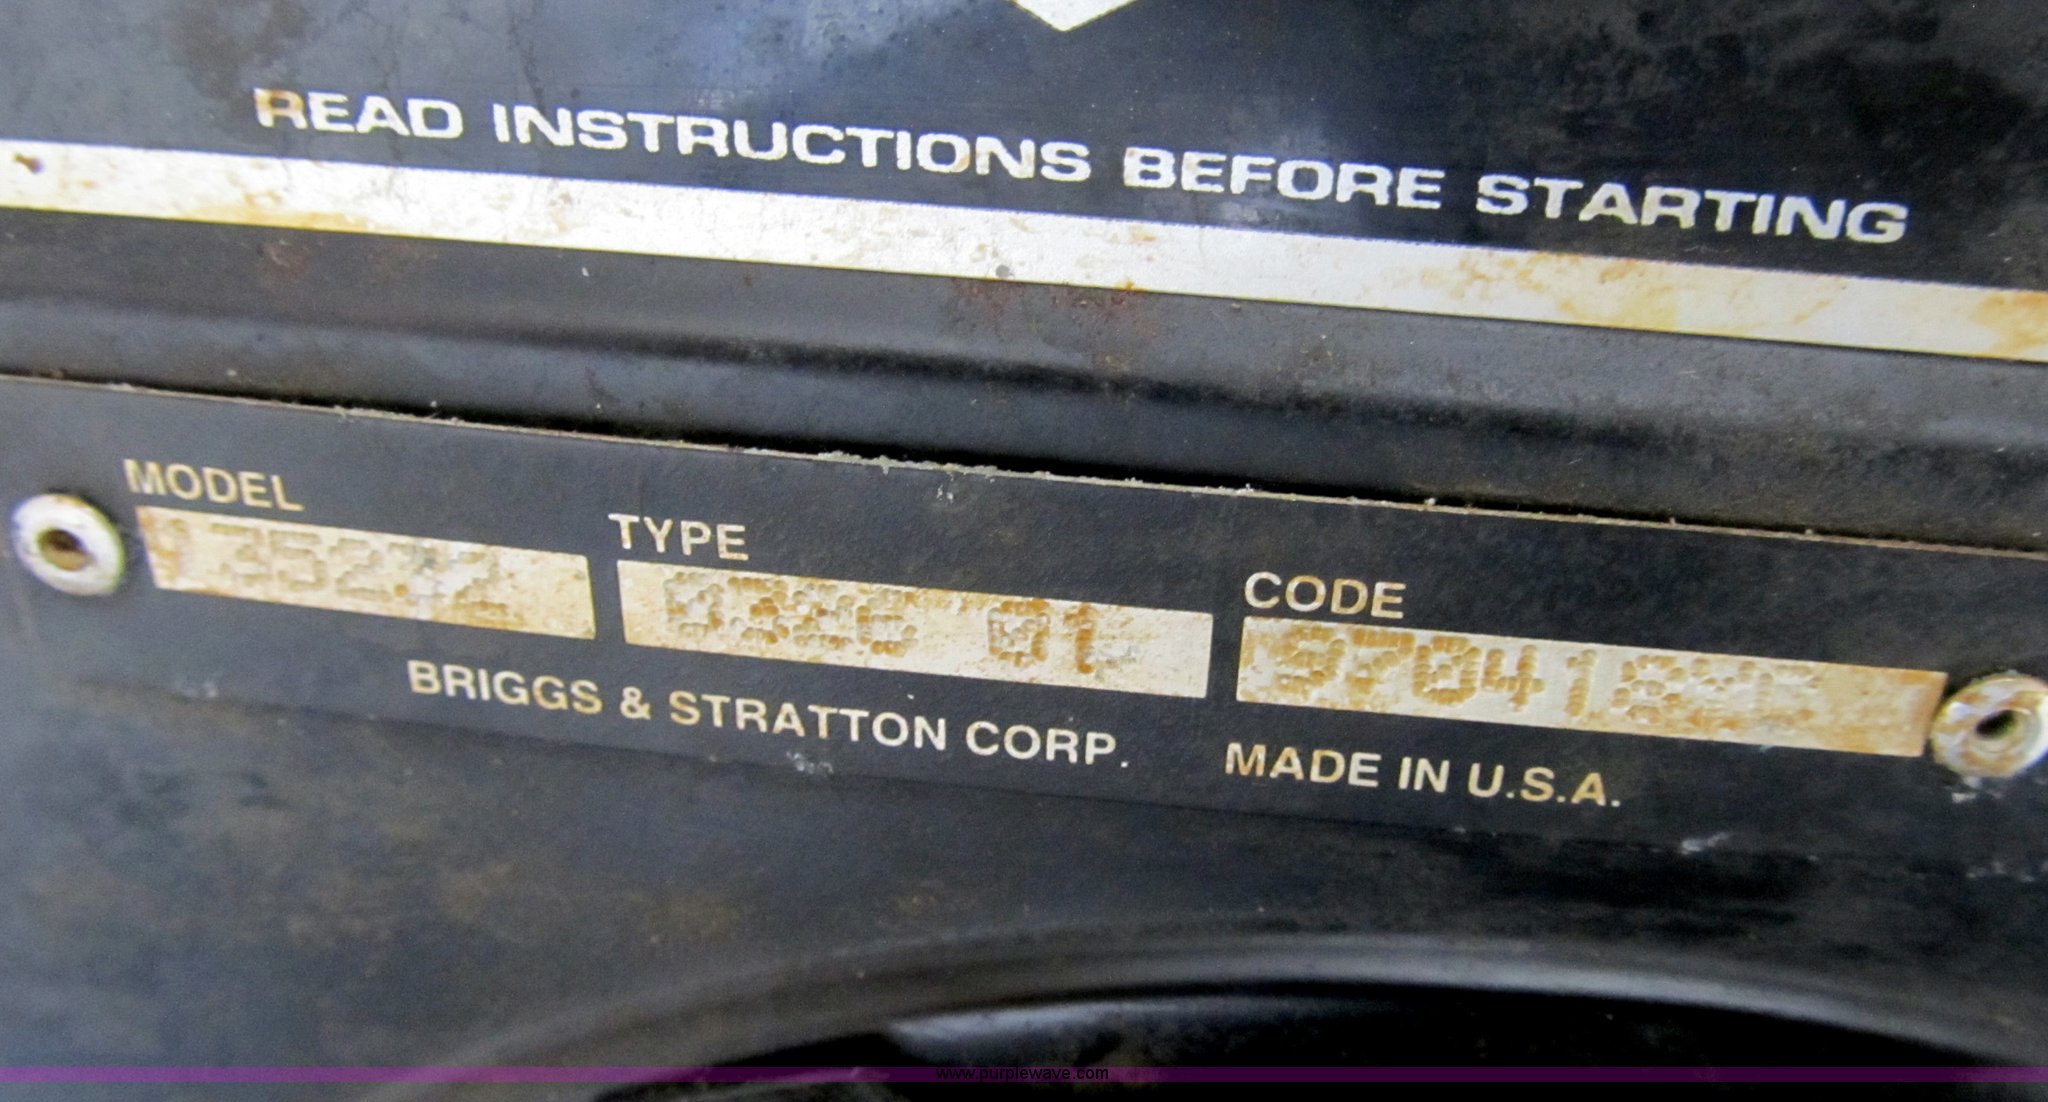 READ INSTRUCTIONS BEFORE STARTING
MODEL TYPE CODE
BRIGGS & STRATTON CORP. MADE IN U.S.A.
www.purplewave.com